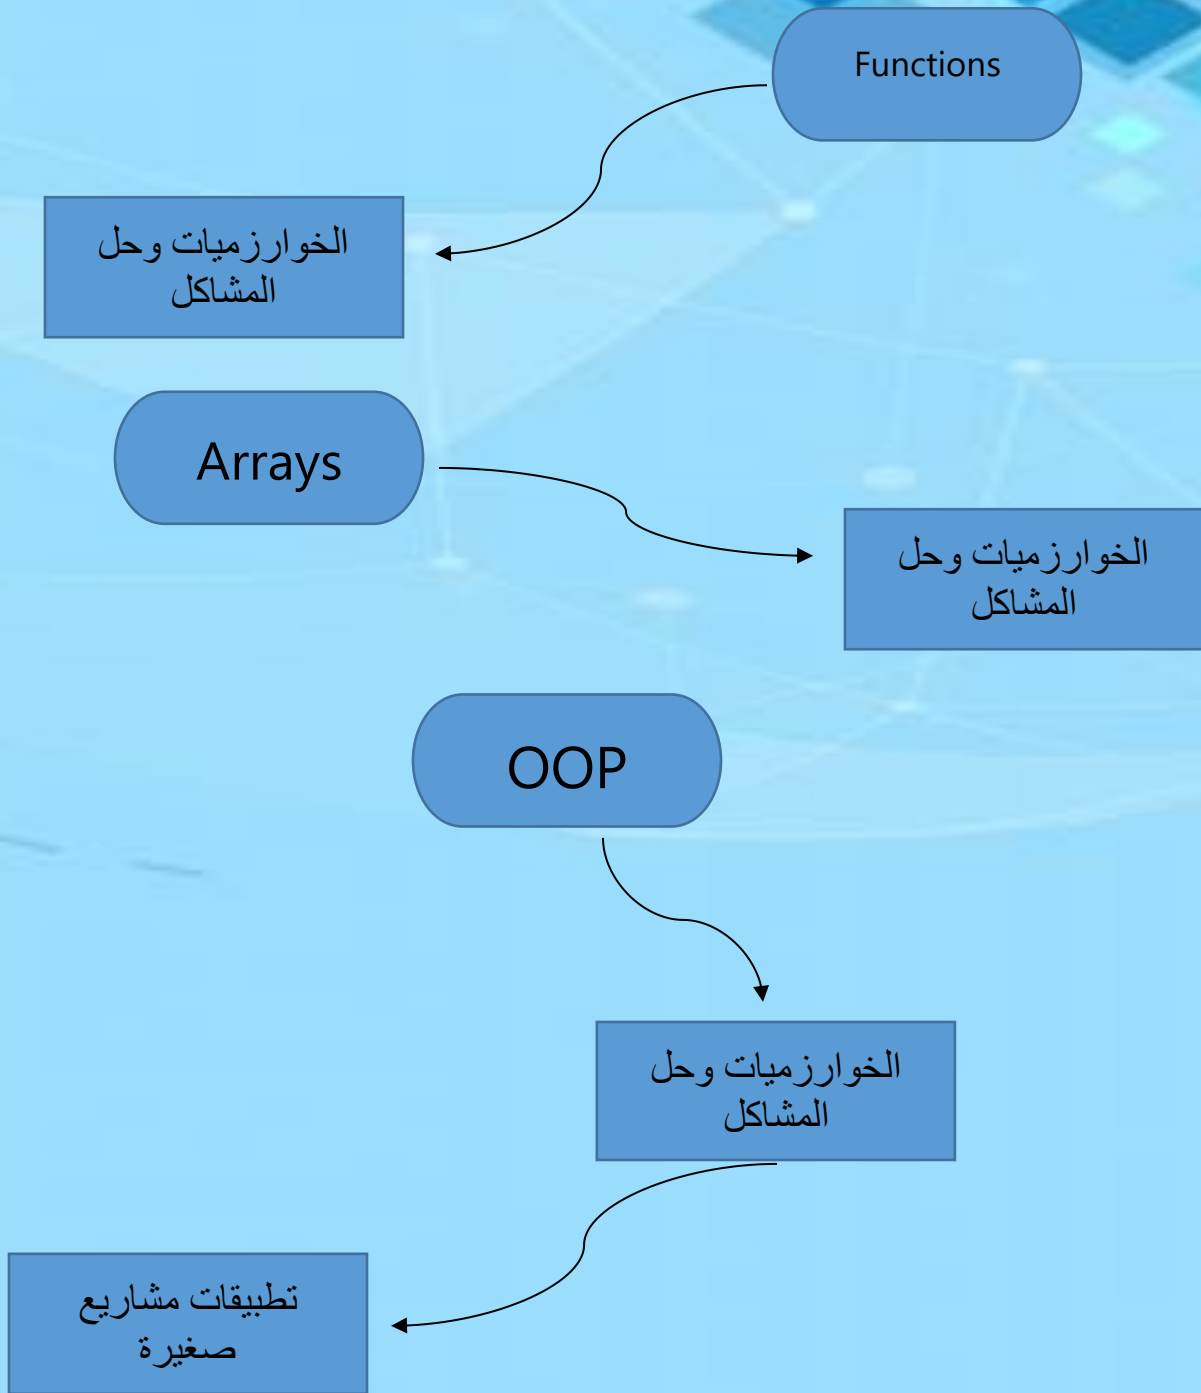 Functions
الخوارزميات وحل
المشاكل
Arrays
الخوارزميات وحل
المشاكل
OOP
الخوارزميات وحل
المشاكل
تطبيقات مشاريع
صغيرة